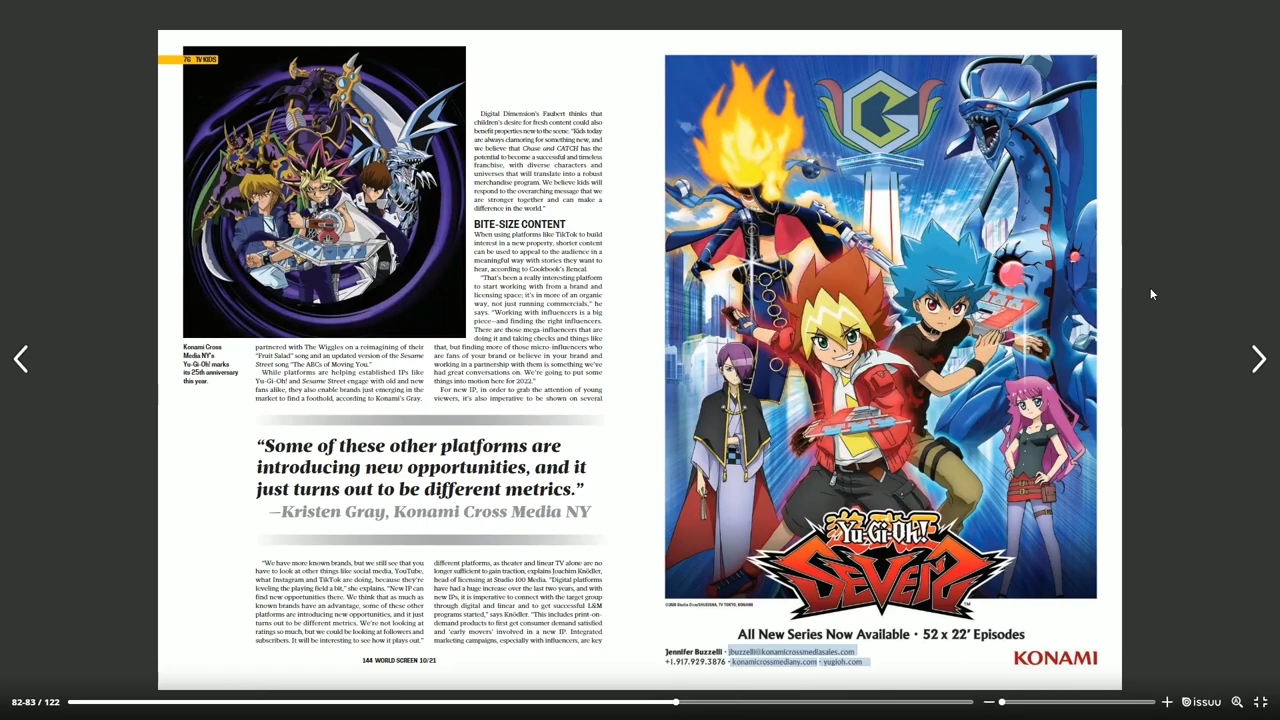 76 TV KIDS
Digital Dimension's Faubert thinks that
children's desire for fresh content could also
benefit properties new to the scene. "Kids today
are always clamoring for something new, and
we believe that Chase and CATCH has the
potential to become a successful and timeless
franchise, with diverse characters and
universes that will translate into a robust
merchandise program. We believe kids will
respond to the overarching message that we
are stronger together and can make a
difference in the world."
BITE-SIZE CONTENT
When using platforms like TikTok to build
interest in a new property, shorter content
can be used to appeal to the audience in a
meaningful way with stories they want to
hear, according to Cookbook's Bencal.
"That's been a really interesting platform
to start working with from a brand and
licensing space; it's in more of an organic
way, not just running commercials," he
says. "Working with influencers is a big
piece—and finding the right influencers.
There are those mega-influencers that are
doing it and taking checks and things like
Konami Cross
Media NY's
Yu-Gi-Oh! marks
its 25th anniversary
this year.
partnered with The Wiggles on a reimagining of their
"Fruit Salad" song and an updated version of the Sesame
Street song "The ABCs of Moving You."
While platforms are helping established IPs like
Yu-Gi-Oh! and Sesame Street engage with old and new
fans alike, they also enable brands just emerging in the
market to find a foothold, according to Konami's Gray.
that, but finding more of those micro-influencers who
are fans of your brand or believe in your brand and
working in a partnership with them is something we've
had great conversations on. We're going to put some
things into motion here for 2022."
For new IP, in order to grab the attention of young
viewers, it's also imperative to be shown on several
"Some of these other platforms are
introducing new opportunities, and it
just turns out to be different metrics."
—Kristen Gray, Konami Cross Media NY
"We have more known brands, but we still see that you
have to look at other things like social media, YouTube,
what Instagram and TikTok are doing, because they're
leveling the playing field a bit," she explains. "New IP can
find new opportunities here. We think that as much as
known brands have an advantage, some of these other
platforms are introducing new opportunities, and it just
turns out to be different metrics. We're not looking at
ratings so much, but we could be looking at followers and
subscribers. It will be interesting to see how it plays out."
different platforms, as theater and linear TV alone are no
longer sufficient to gain traction, explains Joachim Knödler,
head of licensing at Studio 100 Media. "Digital platforms
have had a huge increase over the last two years, and with
new IPs, it is imperative to connect with the target group
through digital and linear and to get successful L&M
programs started," says Knödler. "This includes print-on-
demand products to first get consumer demand satisfied
and 'early movers' involved in a new IP. Integrated
marketing campaigns, especially with influencers, are key
144 WORLD SCREEN 10/21
Yu-Gi-Oh!
SEVENS
™
©2020 Studio Dice/SHUEISHA, TV TOKYO, KONAMI
All New Series Now Available · 52 x 22' Episodes
Jennifer Buzzelli · jbuzzelli@konamicrossmediasales.com
+1.917.929.3876 · konamicrossmediany.com · yugioh.com
KONAMI
82-83 / 122
issuu